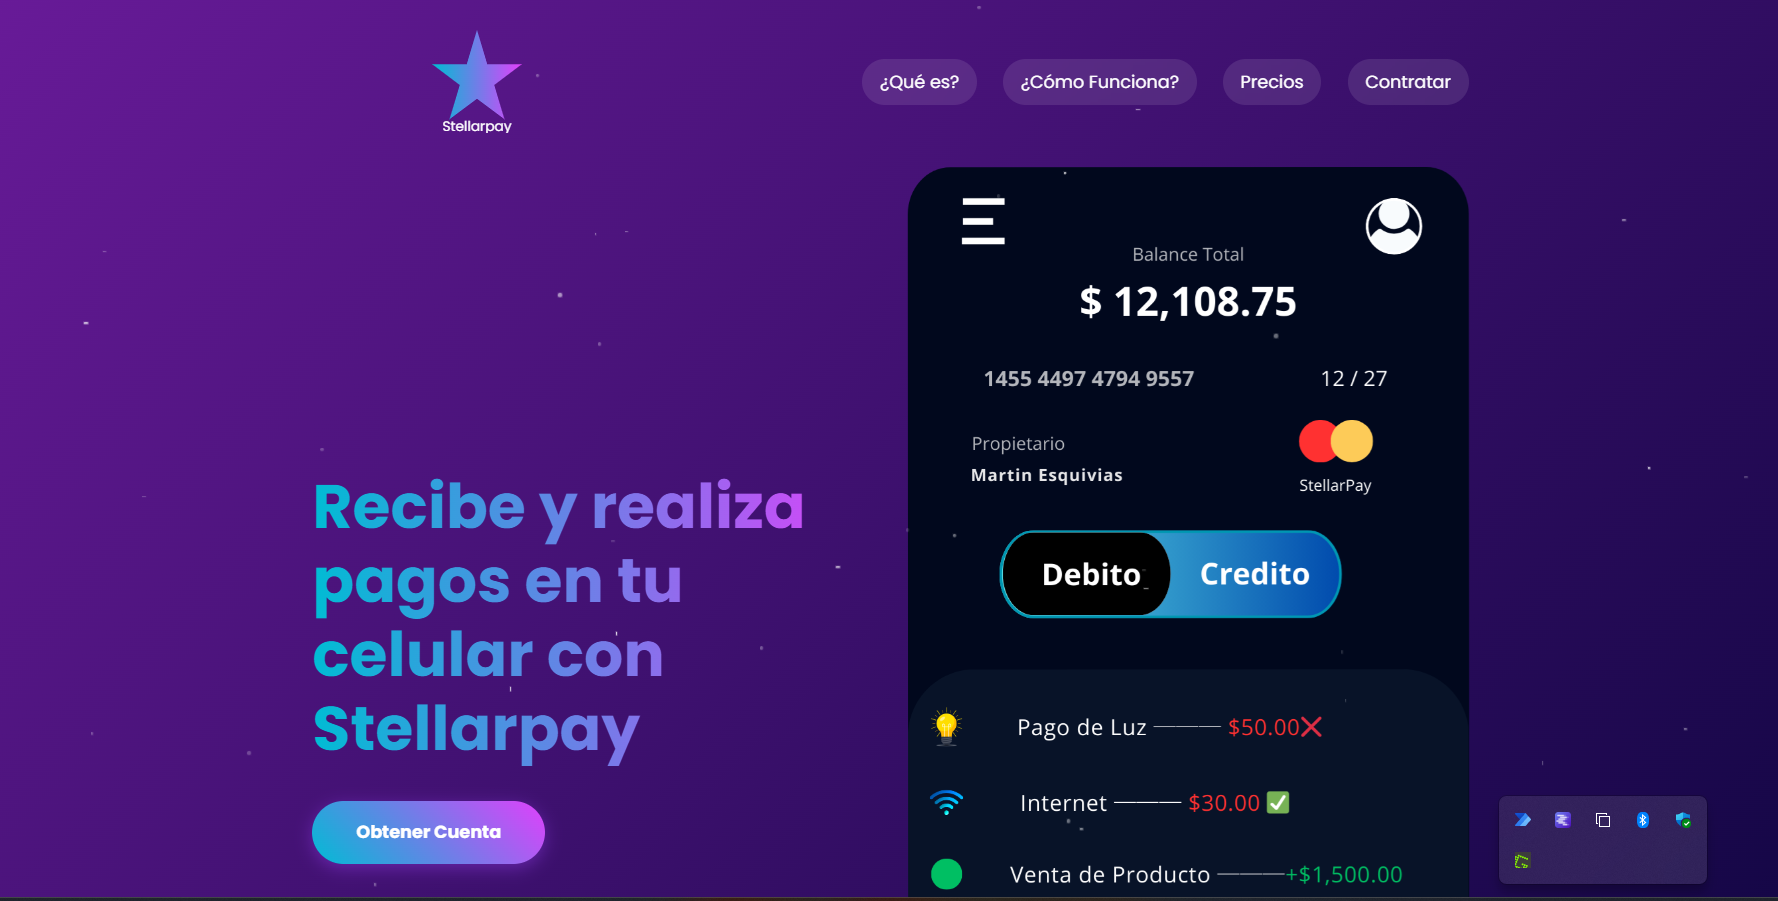 Stellarpay
¿Qué es?
¿Cómo Funciona?
Precios
Contratar
Recibe y realiza
pagos en tu
celular con
Stellarpay
Obtener Cuenta
Balance Total
$ 12,108.75
1455 4497 4794 9557
12 / 27
Propietario
Martin Esquivias
StellarPay
Debito
Credito
Pago de Luz ——— $50.00❌
Internet ——— $30.00 ✅
Venta de Producto ———+$1,500.00